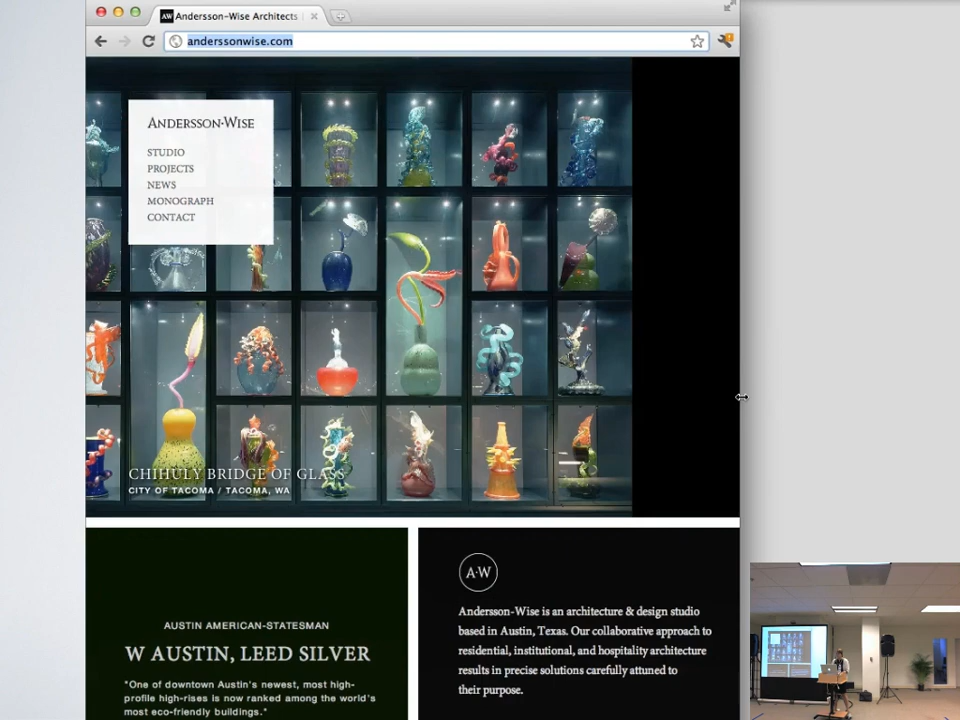 AW Andersson-Wise Architects
anderssonwise.com
ANDERSSON·WISE
STUDIO
PROJECTS
NEWS
MONOGRAPH
CONTACT
CHIHULY BRIDGE OF GLASS
CITY OF TACOMA / TACOMA, WA
AUSTIN AMERICAN-STATESMAN
W AUSTIN, LEED SILVER
"One of downtown Austin's newest, most high-
profile high-rises is now ranked among the world's
most eco-friendly buildings."
A·W
Andersson-Wise is an architecture & design studio
based in Austin, Texas. Our collaborative approach to
residential, institutional, and hospitality architecture
results in precise solutions carefully attuned to
their purpose.